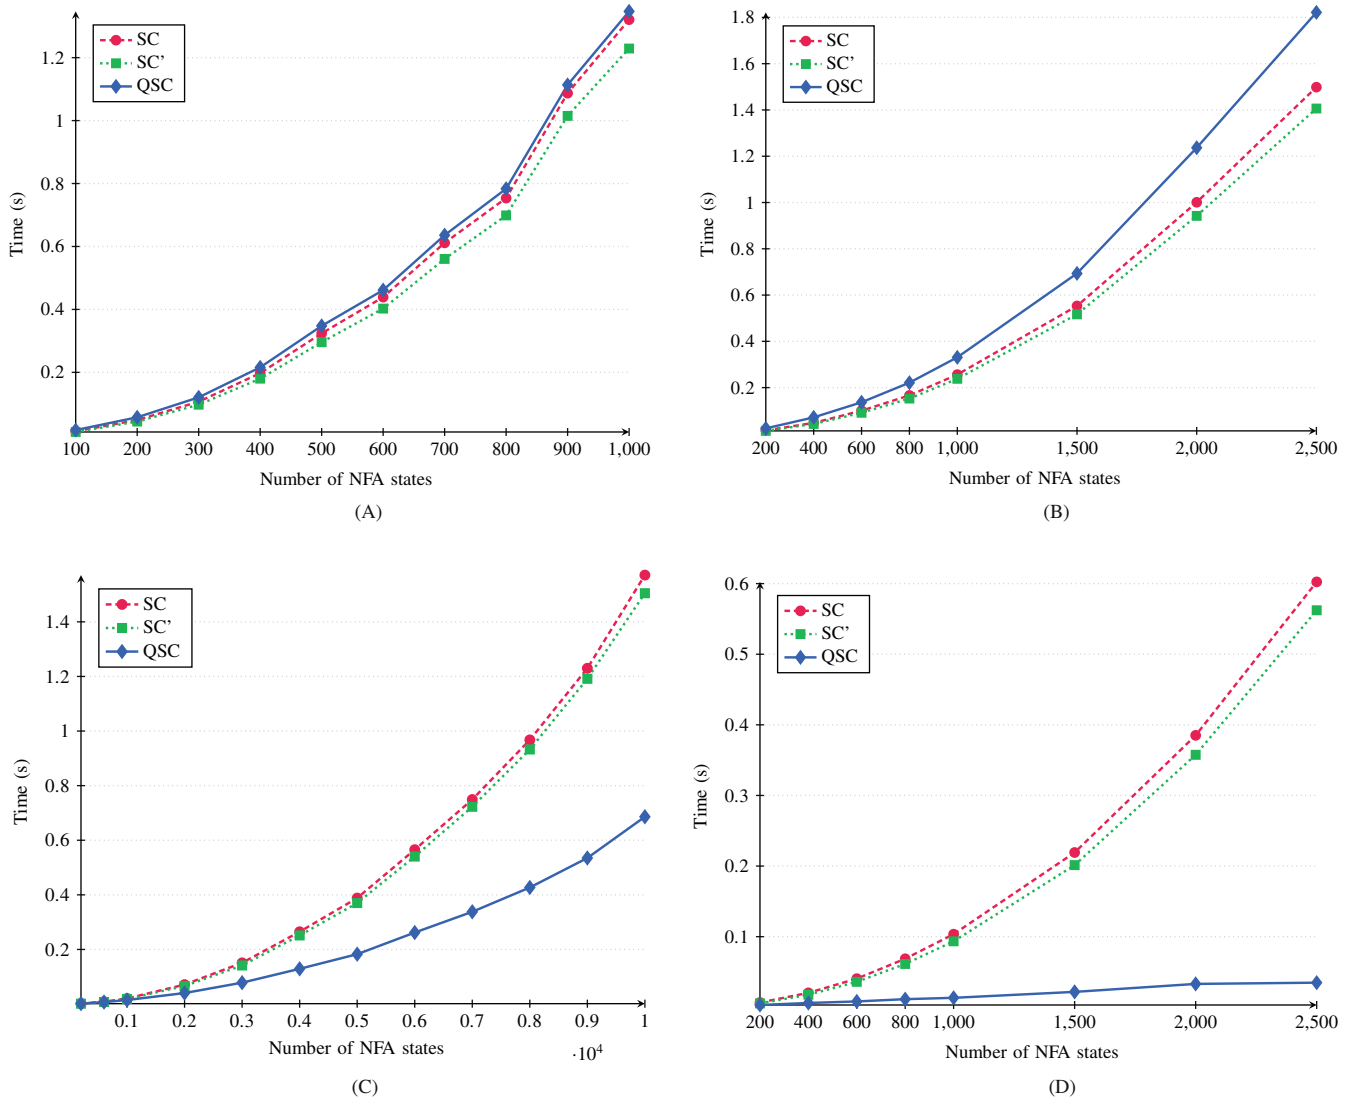 SC
SC’
QSC
1.2
1
0.8
0.6
0.4
0.2
Time (s)
100 200 300 400 500 600 700 800 900 1,000
Number of NFA states
(A)
SC
SC’
QSC
1.8
1.6
1.4
1.2
1
0.8
0.6
0.4
0.2
Time (s)
200 400 600 800 1,000 1,500 2,000 2,500
Number of NFA states
(B)
SC
SC’
QSC
1.4
1.2
1
0.8
0.6
0.4
0.2
Time (s)
0.1 0.2 0.3 0.4 0.5 0.6 0.7 0.8 0.9 1
Number of NFA states
·10⁴
(C)
SC
SC’
QSC
0.6
0.5
0.4
0.3
0.2
0.1
Time (s)
200 400 600 800 1,000 1,500 2,000 2,500
Number of NFA states
(D)